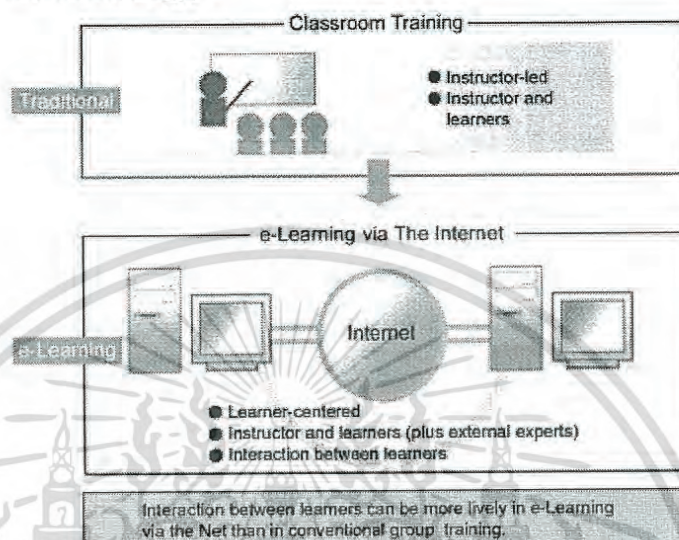 Classroom Training
Traditional
Instructor-led
Instructor and
learners
e-Learning via The Internet
e-Learning
Internet
Learner-centered
Instructor and learners (plus external experts)
Interaction between learners
Interaction between learners can be more lively in e-Learning
via the Net than in conventional group training.